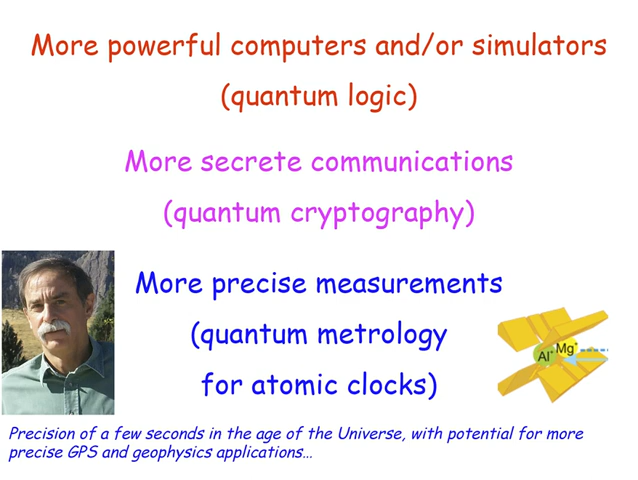 More powerful computers and/or simulators
(quantum logic)
More secrete communications
(quantum cryptography)
More precise measurements
(quantum metrology
for atomic clocks)
Al⁺ Mg⁺
Precision of a few seconds in the age of the Universe, with potential for more
precise GPS and geophysics applications…